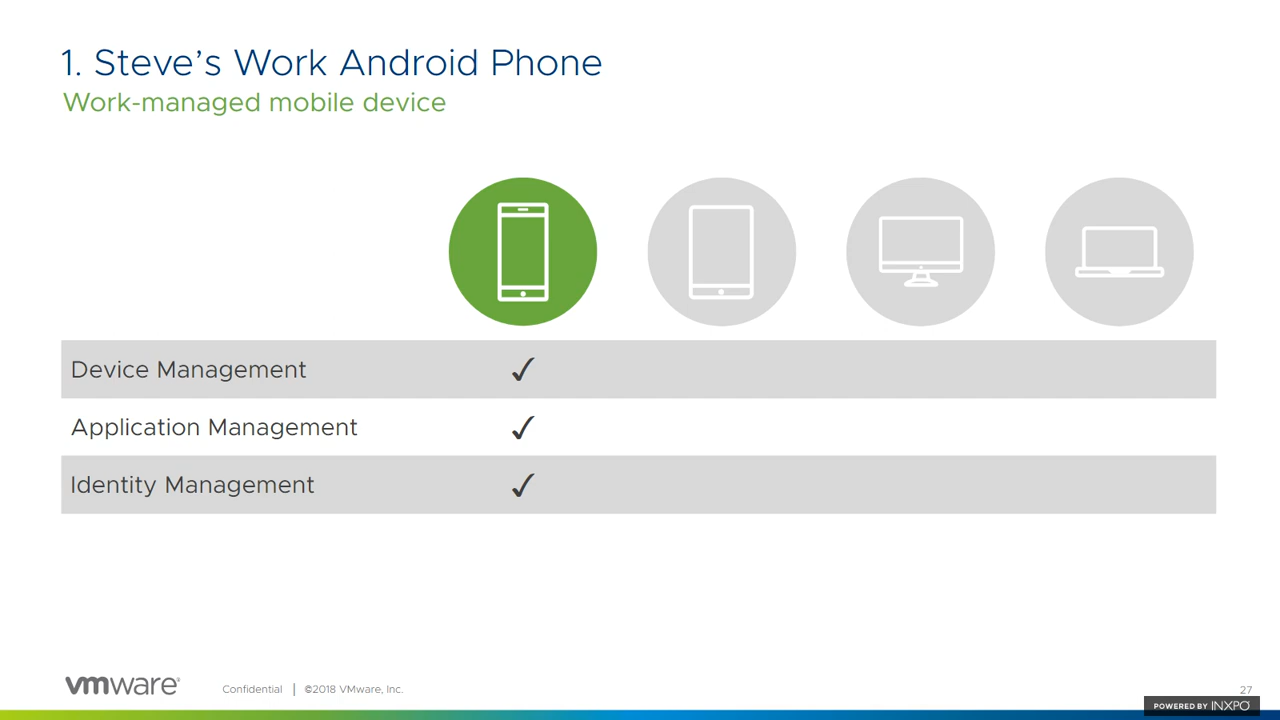 1. Steve's Work Android Phone
Work-managed mobile device
Device Management ✓
Application Management ✓
Identity Management ✓
vmware®
Confidential | ©2018 VMware, Inc.
27
POWERED BY INXPO